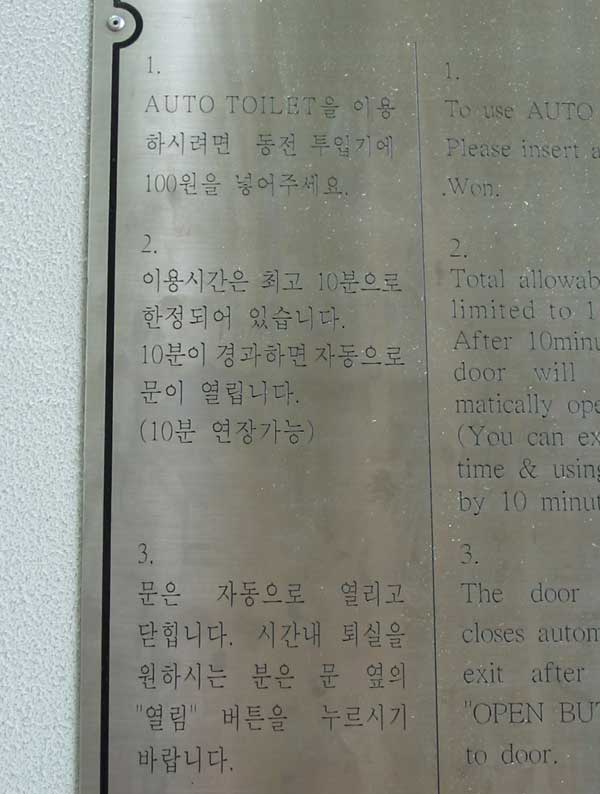 1.
AUTO TOILET을 이용
하시려면 동전 투입기에
100원을 넣어주세요.
2.
이용시간은 최고 10분으로
한정되어 있습니다.
10분이 경과하면 자동으로
문이 열립니다.
(10분 연장가능)
3.
문은 자동으로 열리고
닫힙니다. 시간내 퇴실을
원하시는 분은 문 옆의
"열림" 버튼을 누르시기
바랍니다.
1.
To use AUTO
Please insert a
.Won.
2.
Total allowab
limited to 1
After 10minu
door will
matically ope
(You can ex
time & using
by 10 minut
3.
The door
closes autom
exit after
"OPEN BUT
to door.